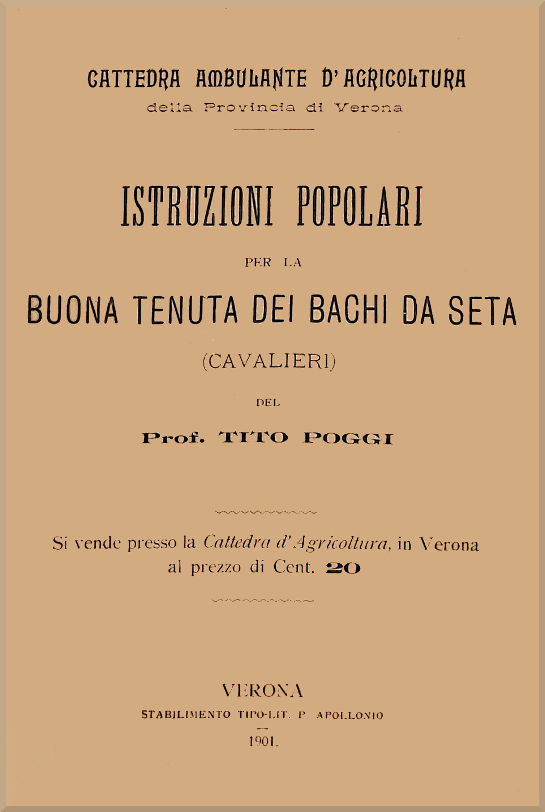 CATTEDRA AMBULANTE D'AGRICOLTURA
della Provincia di Verona
ISTRUZIONI POPOLARI
PER LA
BUONA TENUTA DEI BACHI DA SETA
(CAVALIERI)
DEL
Prof. TITO POGGI
Si vende presso la Cattedra d'Agricoltura, in Verona
al prezzo di Cent. 20
VERONA
STABILIMENTO TIPO-LIT. P. APOLLONIO
1901.